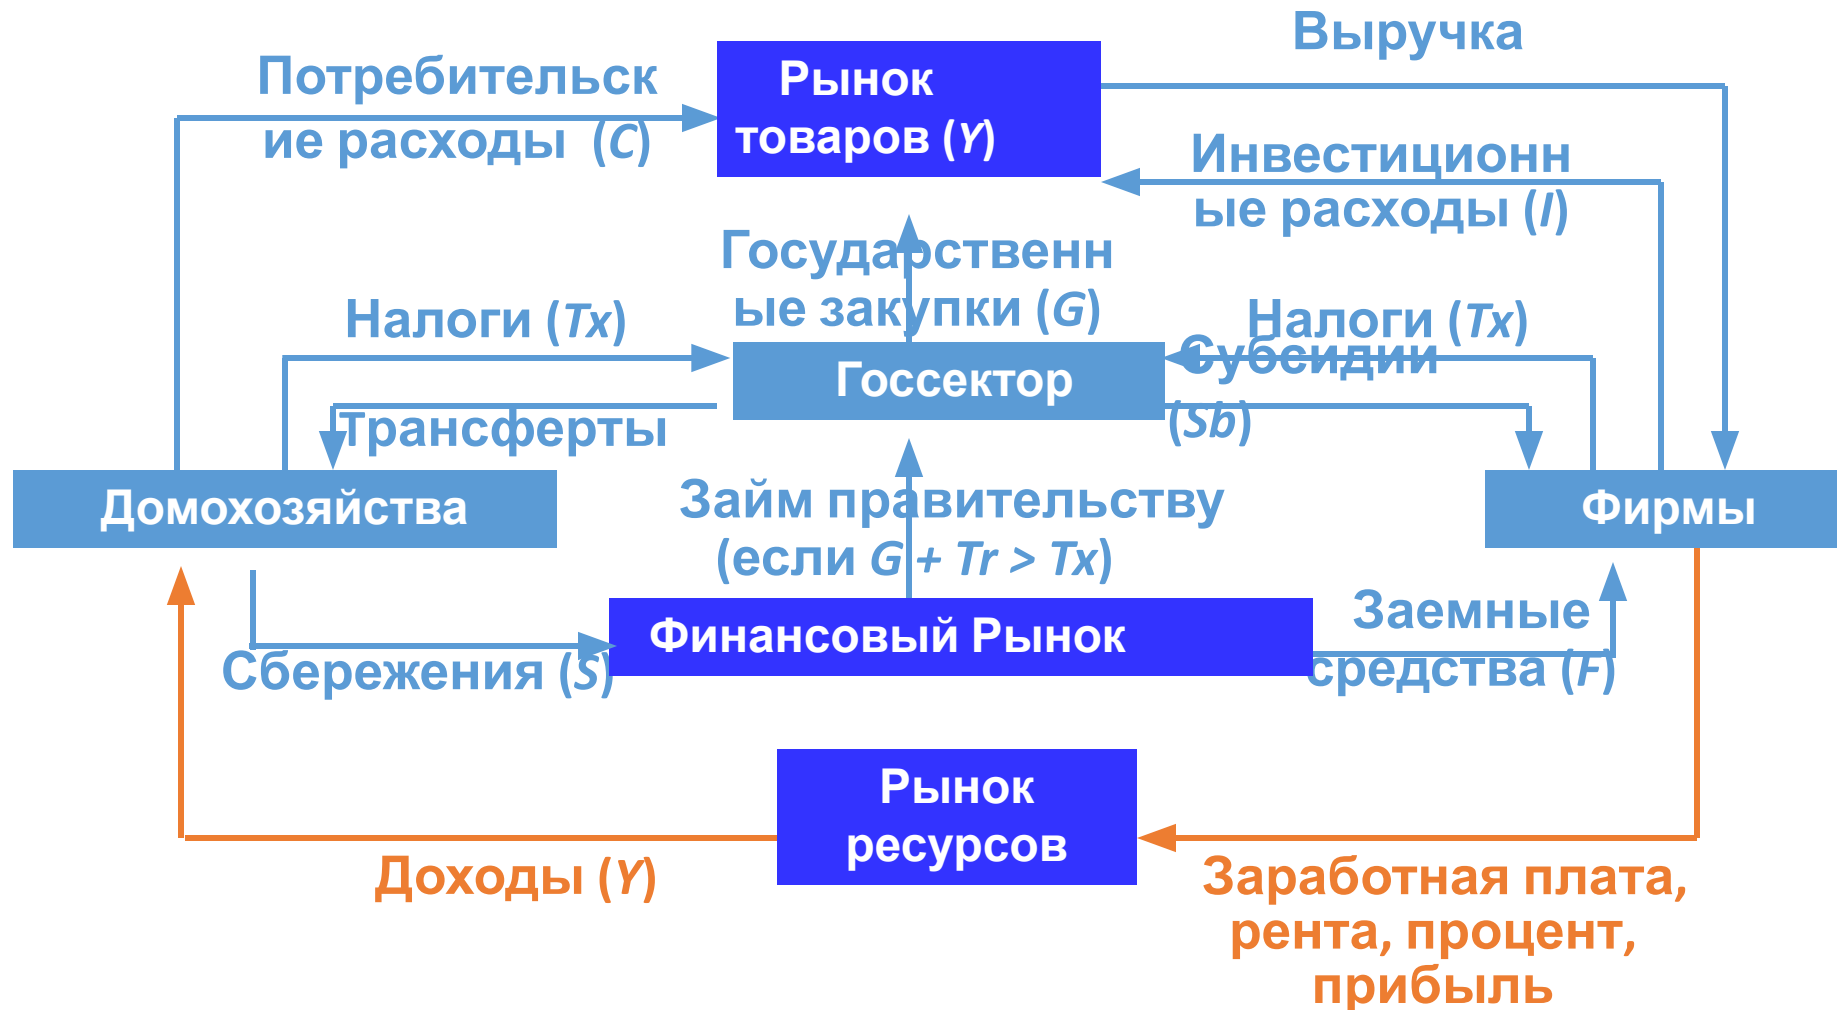 Выручка
Потребительск
ие расходы (C)
Рынок
товаров (Y)
Инвестиционн
ые расходы (I)
Государственн
ые закупки (G)
Налоги (Tx)
Налоги (Tx)
Субсидии
(Sb)
Госсектор
Трансферты
Домохозяйства
Займ правительству
(если G + Tr > Tx)
Фирмы
Финансовый Рынок
Заемные
средства (F)
Сбережения (S)
Рынок
ресурсов
Доходы (Y)
Заработная плата,
рента, процент,
прибыль